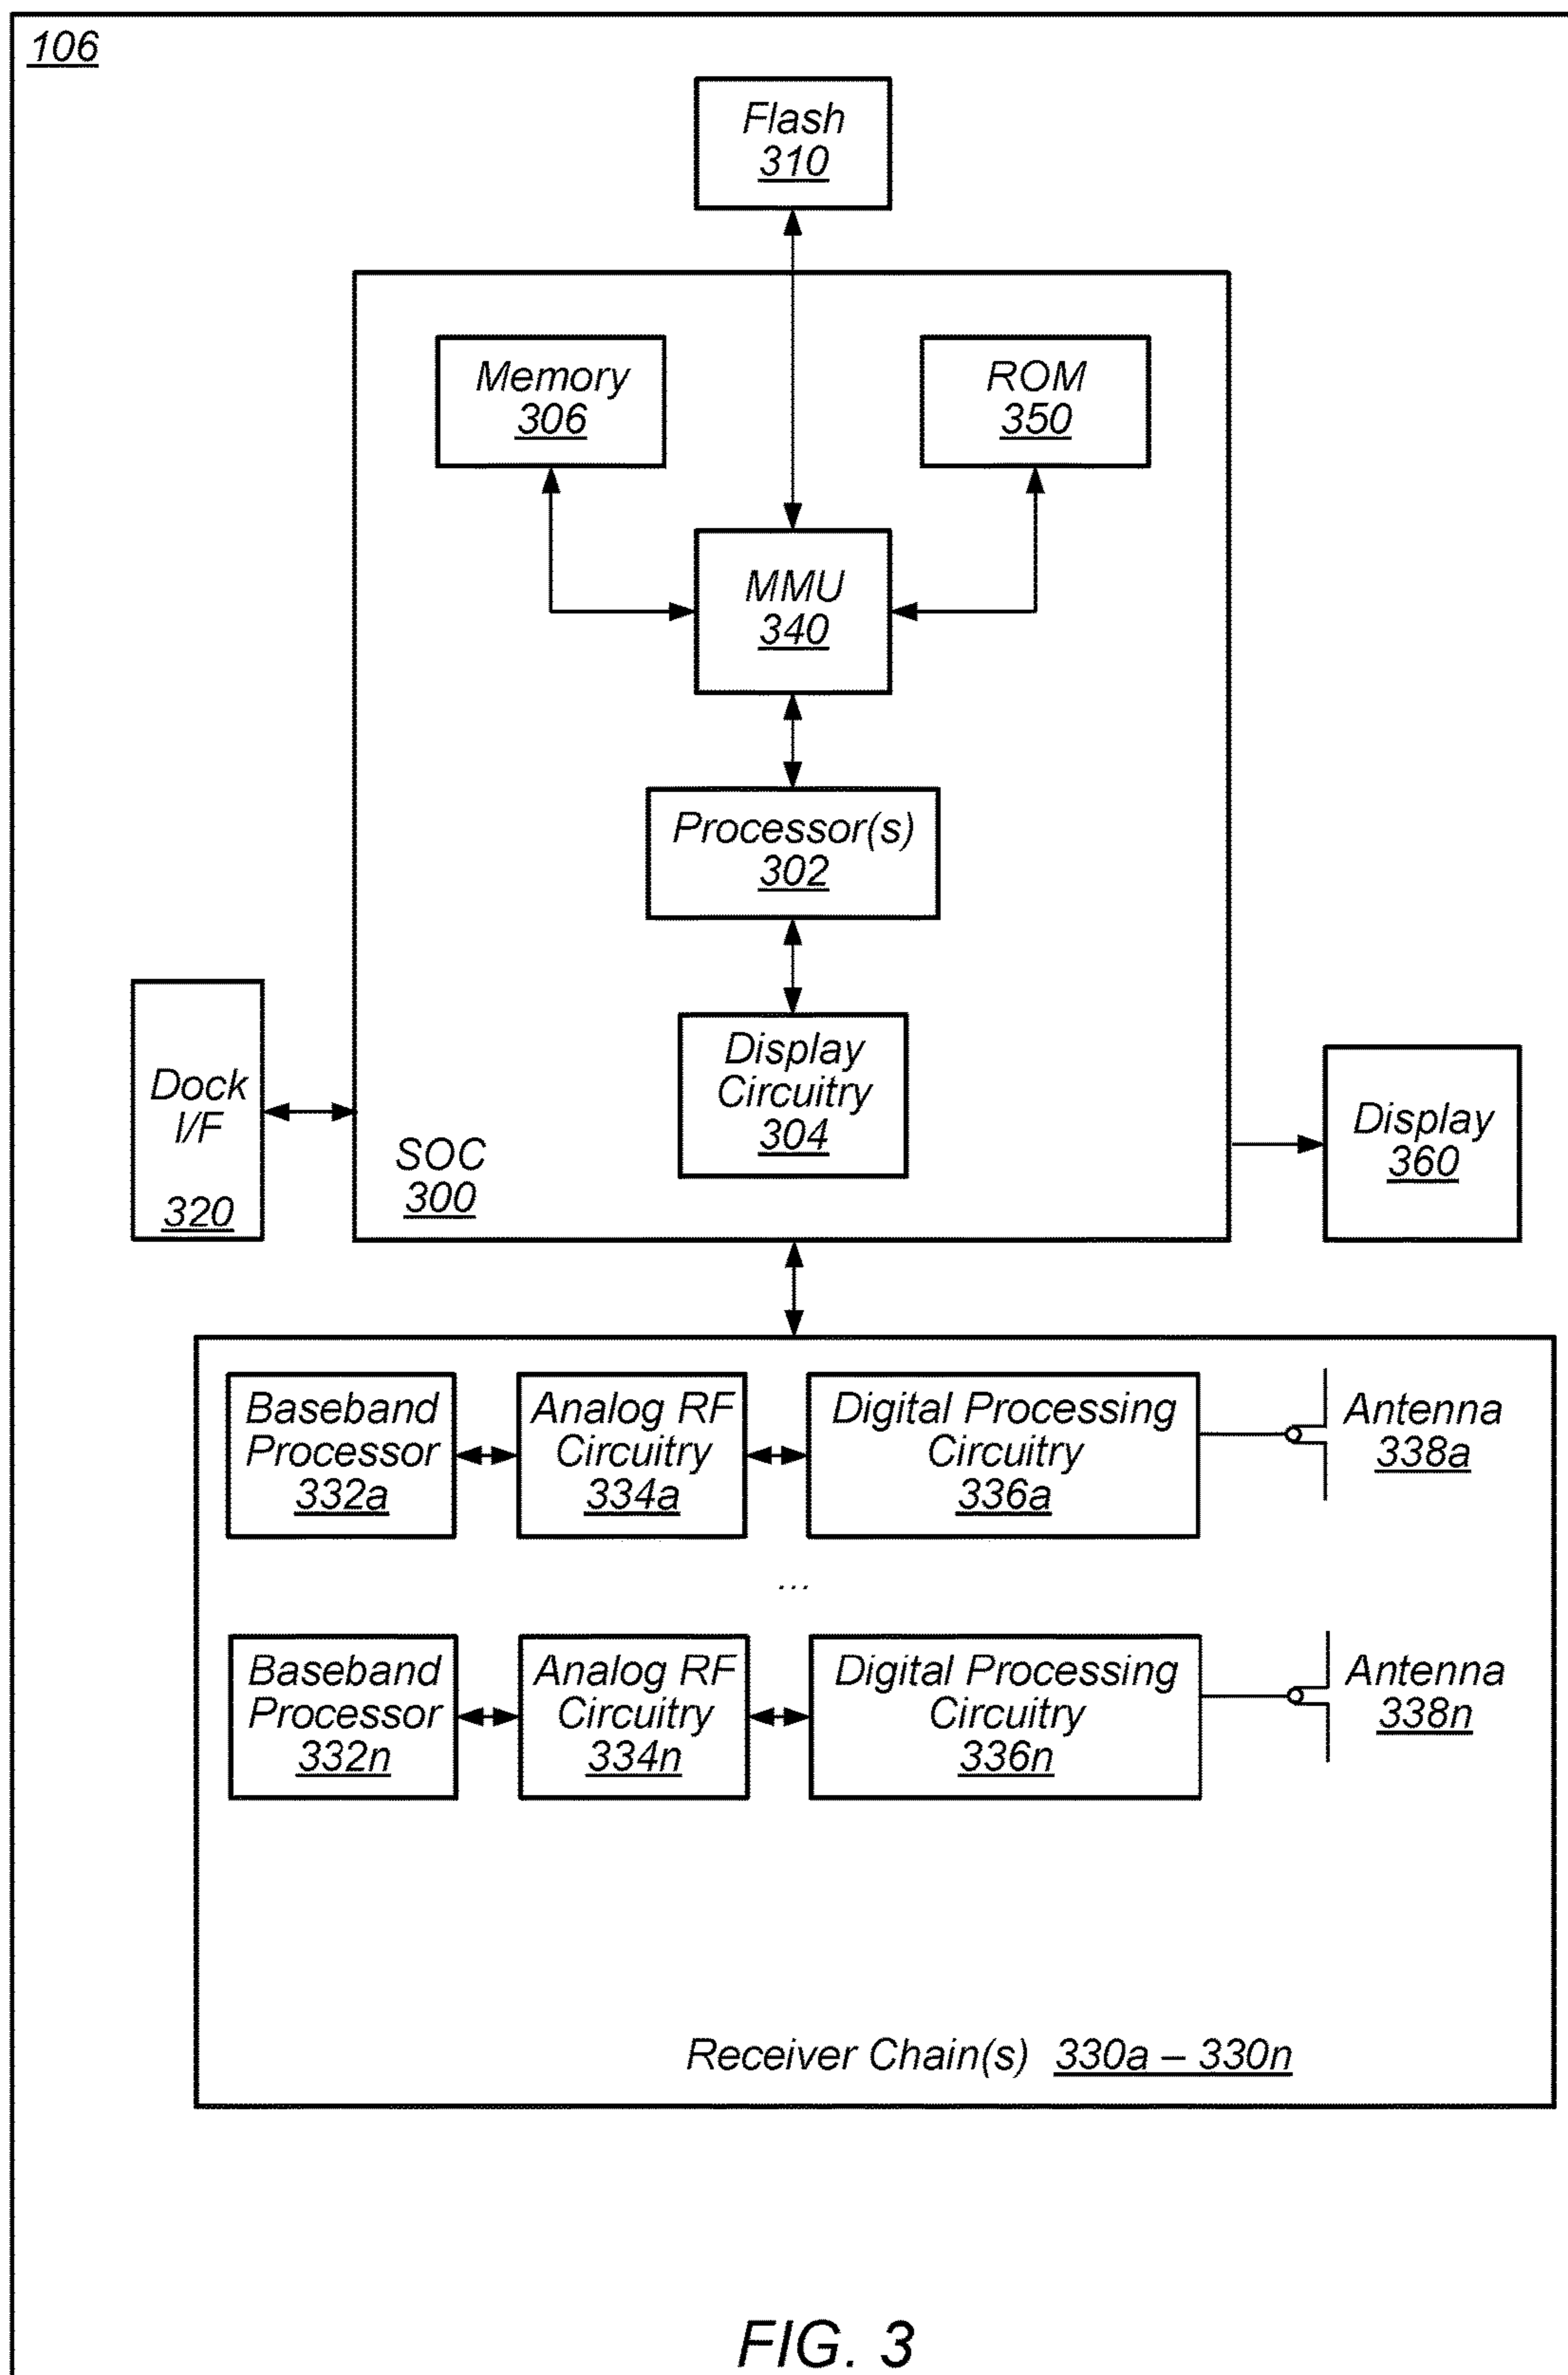 106
Flash
310
Memory
306
ROM
350
MMU
340
Processor(s)
302
Display
Circuitry
304
Dock
I/F
320
SOC
300
Display
360
Baseband
Processor
332a
Analog RF
Circuitry
334a
Digital Processing
Circuitry
336a
Antenna
338a
...
Baseband
Processor
332n
Analog RF
Circuitry
334n
Digital Processing
Circuitry
336n
Antenna
338n
Receiver Chain(s) 330a – 330n
FIG. 3